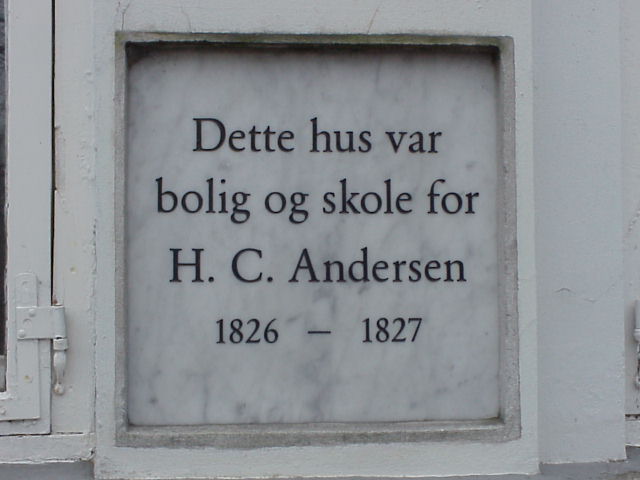 Dette hus var
bolig og skole for
H. C. Andersen
1826 – 1827